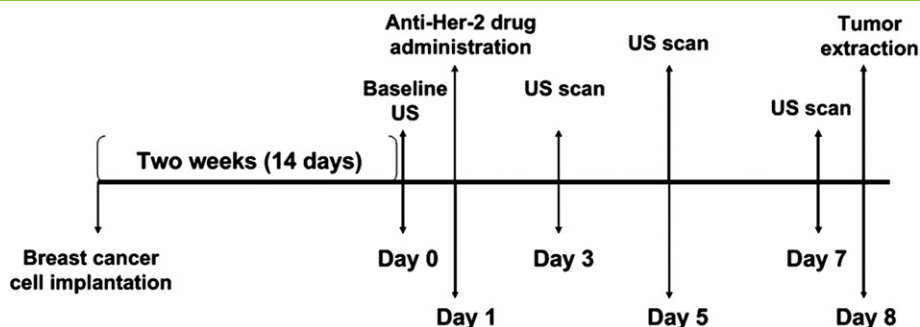 Anti-Her-2 drug
administration
Tumor
extraction
US scan
Baseline
US
US scan
US scan
Two weeks (14 days)
Breast cancer
cell implantation
Day 0
Day 3
Day 7
Day 1
Day 5
Day 8